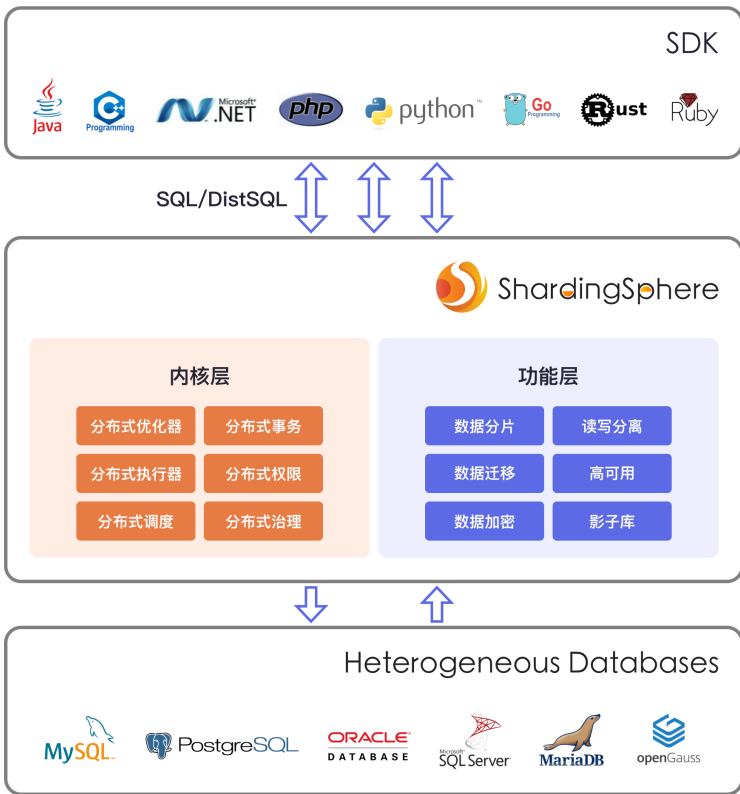 SDK
Java
C++
Programming
Microsoft®
.NET
php
python™
Go
Programming
Rust
Ruby
SQL/DistSQL
ShardingSphere
内核层
功能层
分布式优化器 分布式事务
数据分片 读写分离
分布式执行器 分布式权限
数据迁移 高可用
分布式调度 分布式治理
数据加密 影子库
Heterogeneous Databases
MySQL™
PostgreSQL
ORACLE®
DATABASE
Microsoft®
SQL Server
MariaDB
openGauss